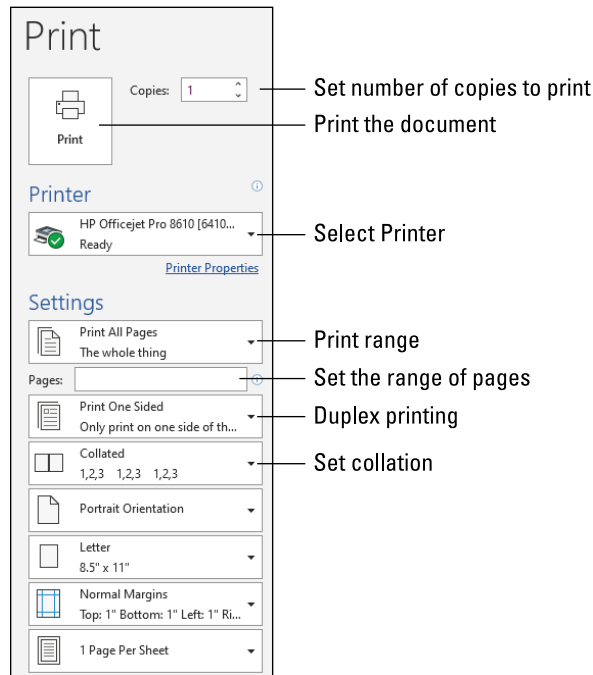 Print
Copies: 1
Set number of copies to print
Print
Print the document
Printer
HP Officejet Pro 8610 [6410...
Ready
Select Printer
Printer Properties
Settings
Print All Pages
The whole thing
Print range
Pages:
Set the range of pages
Print One Sided
Only print on one side of th...
Duplex printing
Collated
1,2,3 1,2,3 1,2,3
Set collation
Portrait Orientation
Letter
8.5" x 11"
Normal Margins
Top: 1" Bottom: 1" Left: 1" Ri...
1 Page Per Sheet